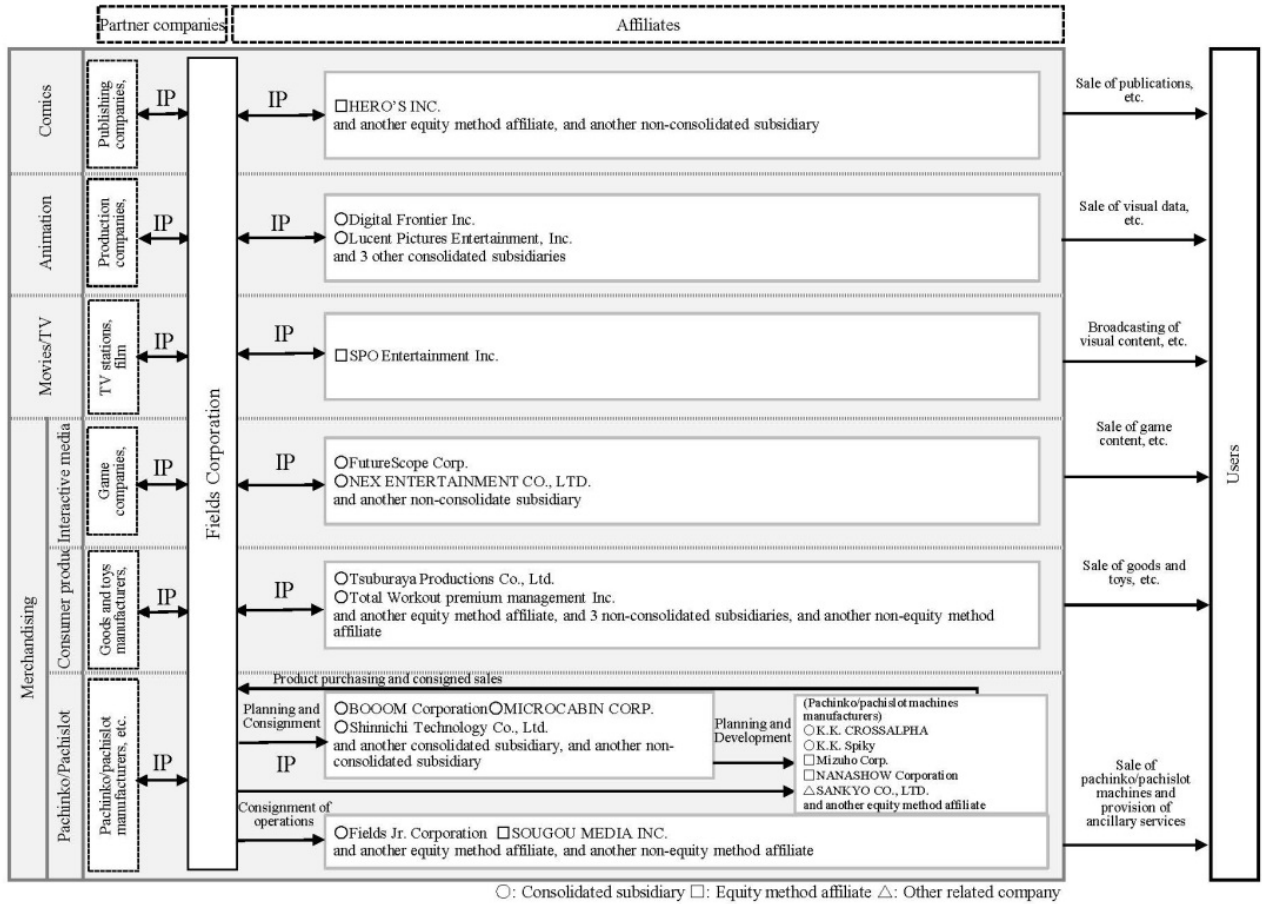 Partner companies
Affiliates
Comics
Publishing
companies,
IP
IP
□HERO'S INC.
and another equity method affiliate, and another non-consolidated subsidiary
Sale of publications,
etc.
Animation
Production
companies,
IP
IP
○Digital Frontier Inc.
○Lucent Pictures Entertainment, Inc.
and 3 other consolidated subsidiaries
Sale of visual data,
etc.
Movies/TV
TV stations,
film
IP
IP
□SPO Entertainment Inc.
Broadcasting of
visual content, etc.
Fields Corporation
Users
Merchandising
Interactive media
Game
companies,
IP
IP
○FutureScope Corp.
○NEX ENTERTAINMENT CO., LTD.
and another non-consolidate subsidiary
Sale of game
content, etc.
Consumer produc
Goods and toys
manufacturers,
IP
IP
○Tsuburaya Productions Co., Ltd.
○Total Workout premium management Inc.
and another equity method affiliate, and 3 non-consolidated subsidiaries, and another non-equity method
affiliate
Sale of goods and
toys, etc.
Pachinko/Pachislot
Pachinko/pachislot
manufacturers, etc.
IP
Product purchasing and consigned sales
Planning and
Consignment
IP
○BOOOM Corporation○MICROCABIN CORP.
○Shinnichi Technology Co., Ltd.
and another consolidated subsidiary, and another non-
consolidated subsidiary
Planning and
Development
(Pachinko/pachislot machines
manufacturers)
○K.K. CROSSALPHA
○K.K. Spiky
□Mizuho Corp.
□NANASHOW Corporation
△SANKYO CO., LTD.
and another equity method affiliate
Consignment of
operations
○Fields Jr. Corporation □SOUGOU MEDIA INC.
and another equity method affiliate, and another non-equity method affiliate
Sale of
pachinko/pachislot
machines and
provision of
ancillary services
○: Consolidated subsidiary □: Equity method affiliate △: Other related company